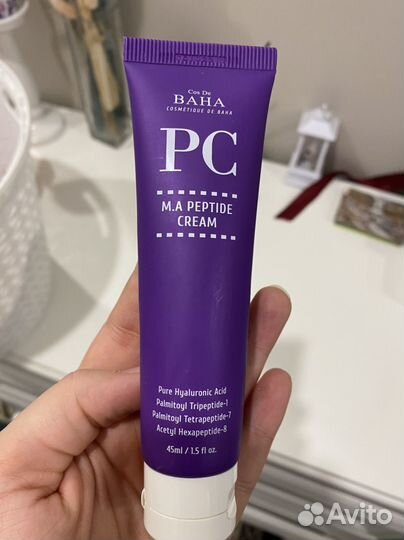 Cos De
BAHA
COSMÉTIQUE DE BAHA
PC
M.A PEPTIDE
CREAM
Pure Hyaluronic Acid
Palmitoyl Tripeptide-1
Palmitoyl Tetrapeptide-7
Acetyl Hexapeptide-8
45ml / 1.5 fl oz.
Avito